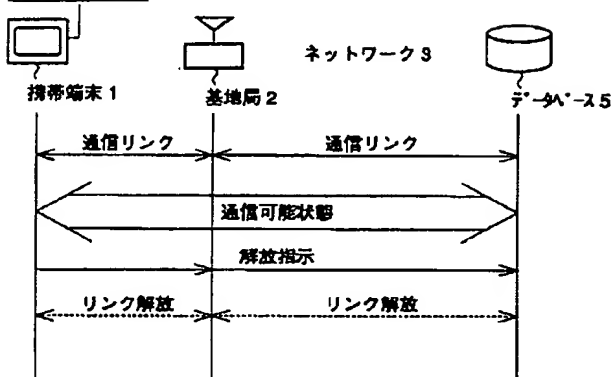 ネットワーク3
携帯端末1
基地局2
データベース5
通信リンク
通信リンク
通信可能状態
解放指示
リンク解放
リンク解放